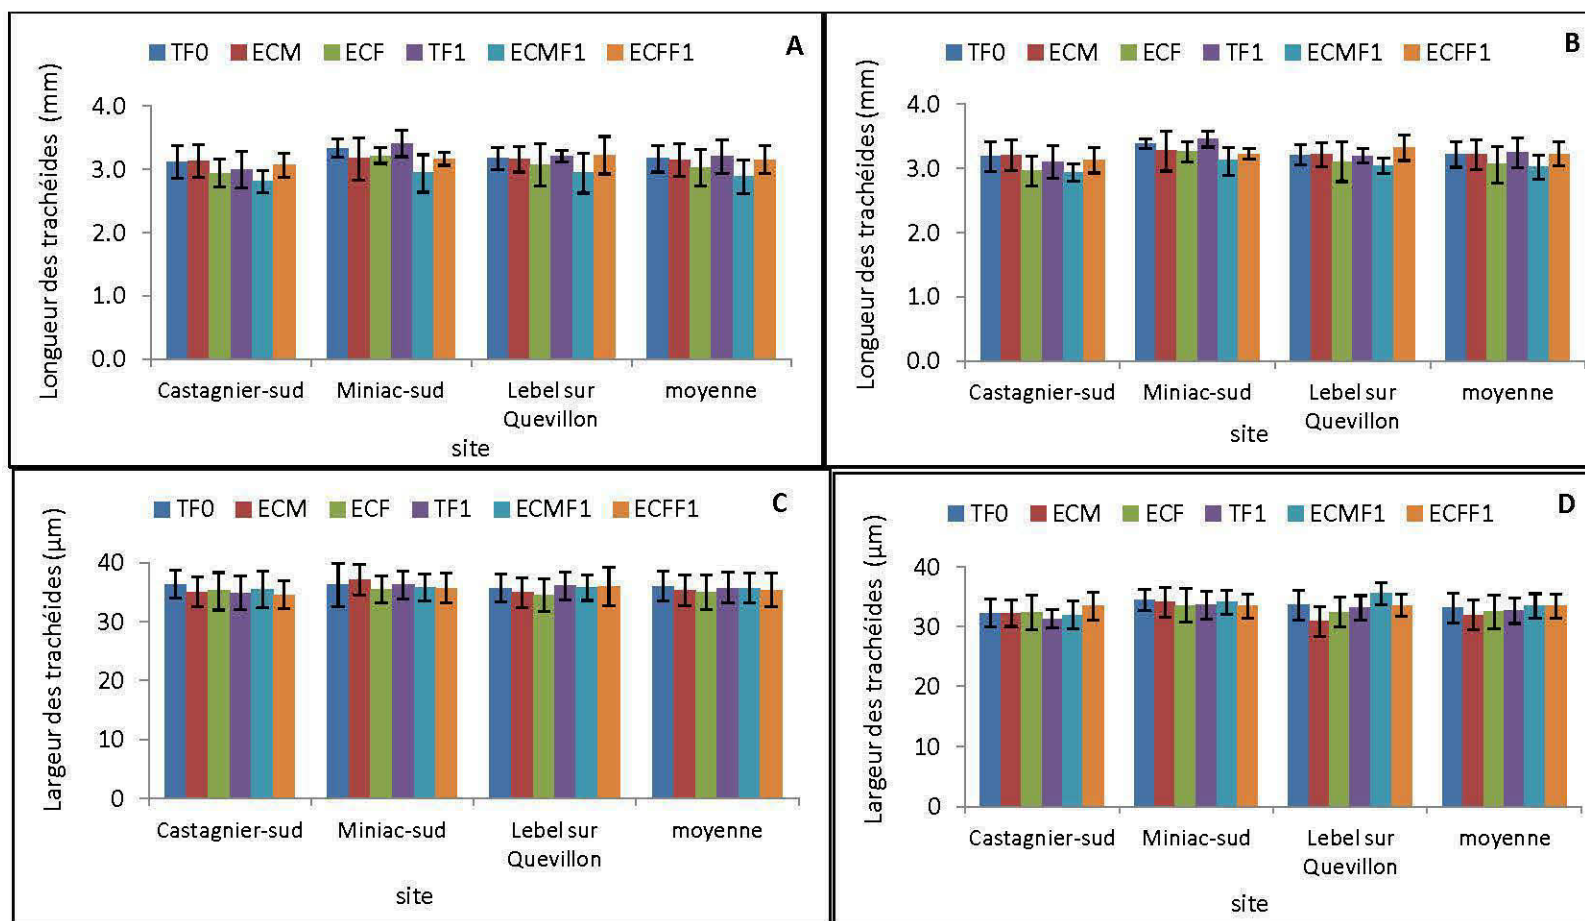 A
TF0 ECM ECF TF1 ECMF1 ECFF1
Longueur des trachéides (mm)
4.0
3.0
2.0
1.0
0.0
Castagnier-sud Miniac-sud Lebel sur Quevillon moyenne
site
B
TF0 ECM ECF TF1 ECMF1 ECFF1
Longueur des trachéides (mm)
4.0
3.0
2.0
1.0
0.0
Castagnier-sud Miniac-sud Lebel sur Quevillon moyenne
site
C
TF0 ECM ECF TF1 ECMF1 ECFF1
Largeur des trachéides (µm)
40
30
20
10
0
Castagnier-sud Miniac-sud Lebel sur Quevillon moyenne
site
D
TF0 ECM ECF TF1 ECMF1 ECFF1
Largeur des trachéides (µm)
40
30
20
10
0
Castagnier-sud Miniac-sud Lebel sur Quevillon moyenne
site